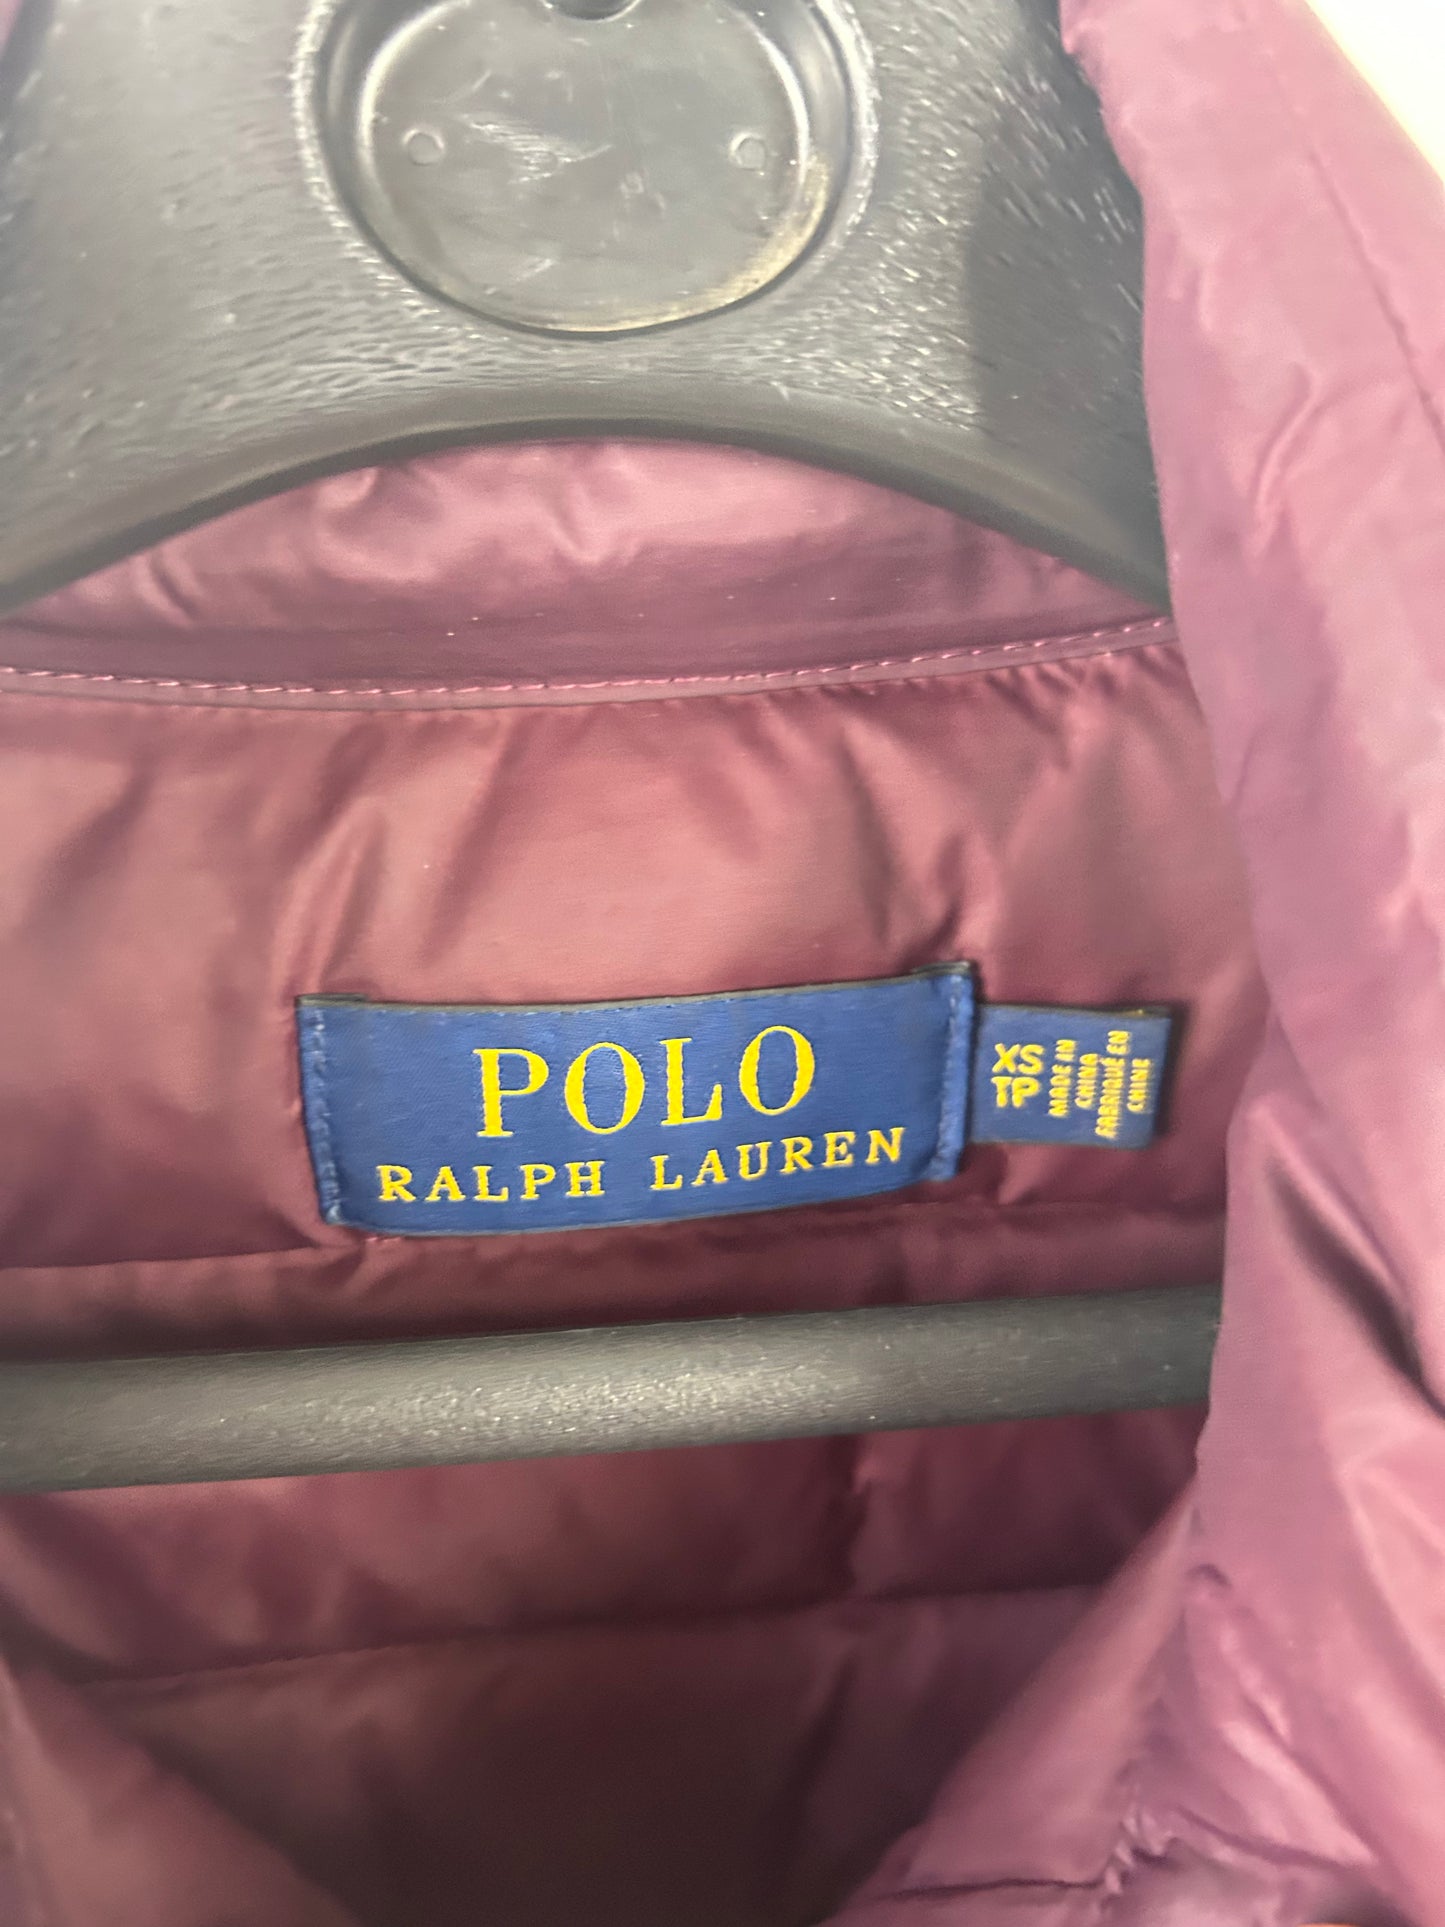 POLO
RALPH LAUREN
XS
TP
MADE IN
CHINA
FABRIQUÉ EN
CHINE